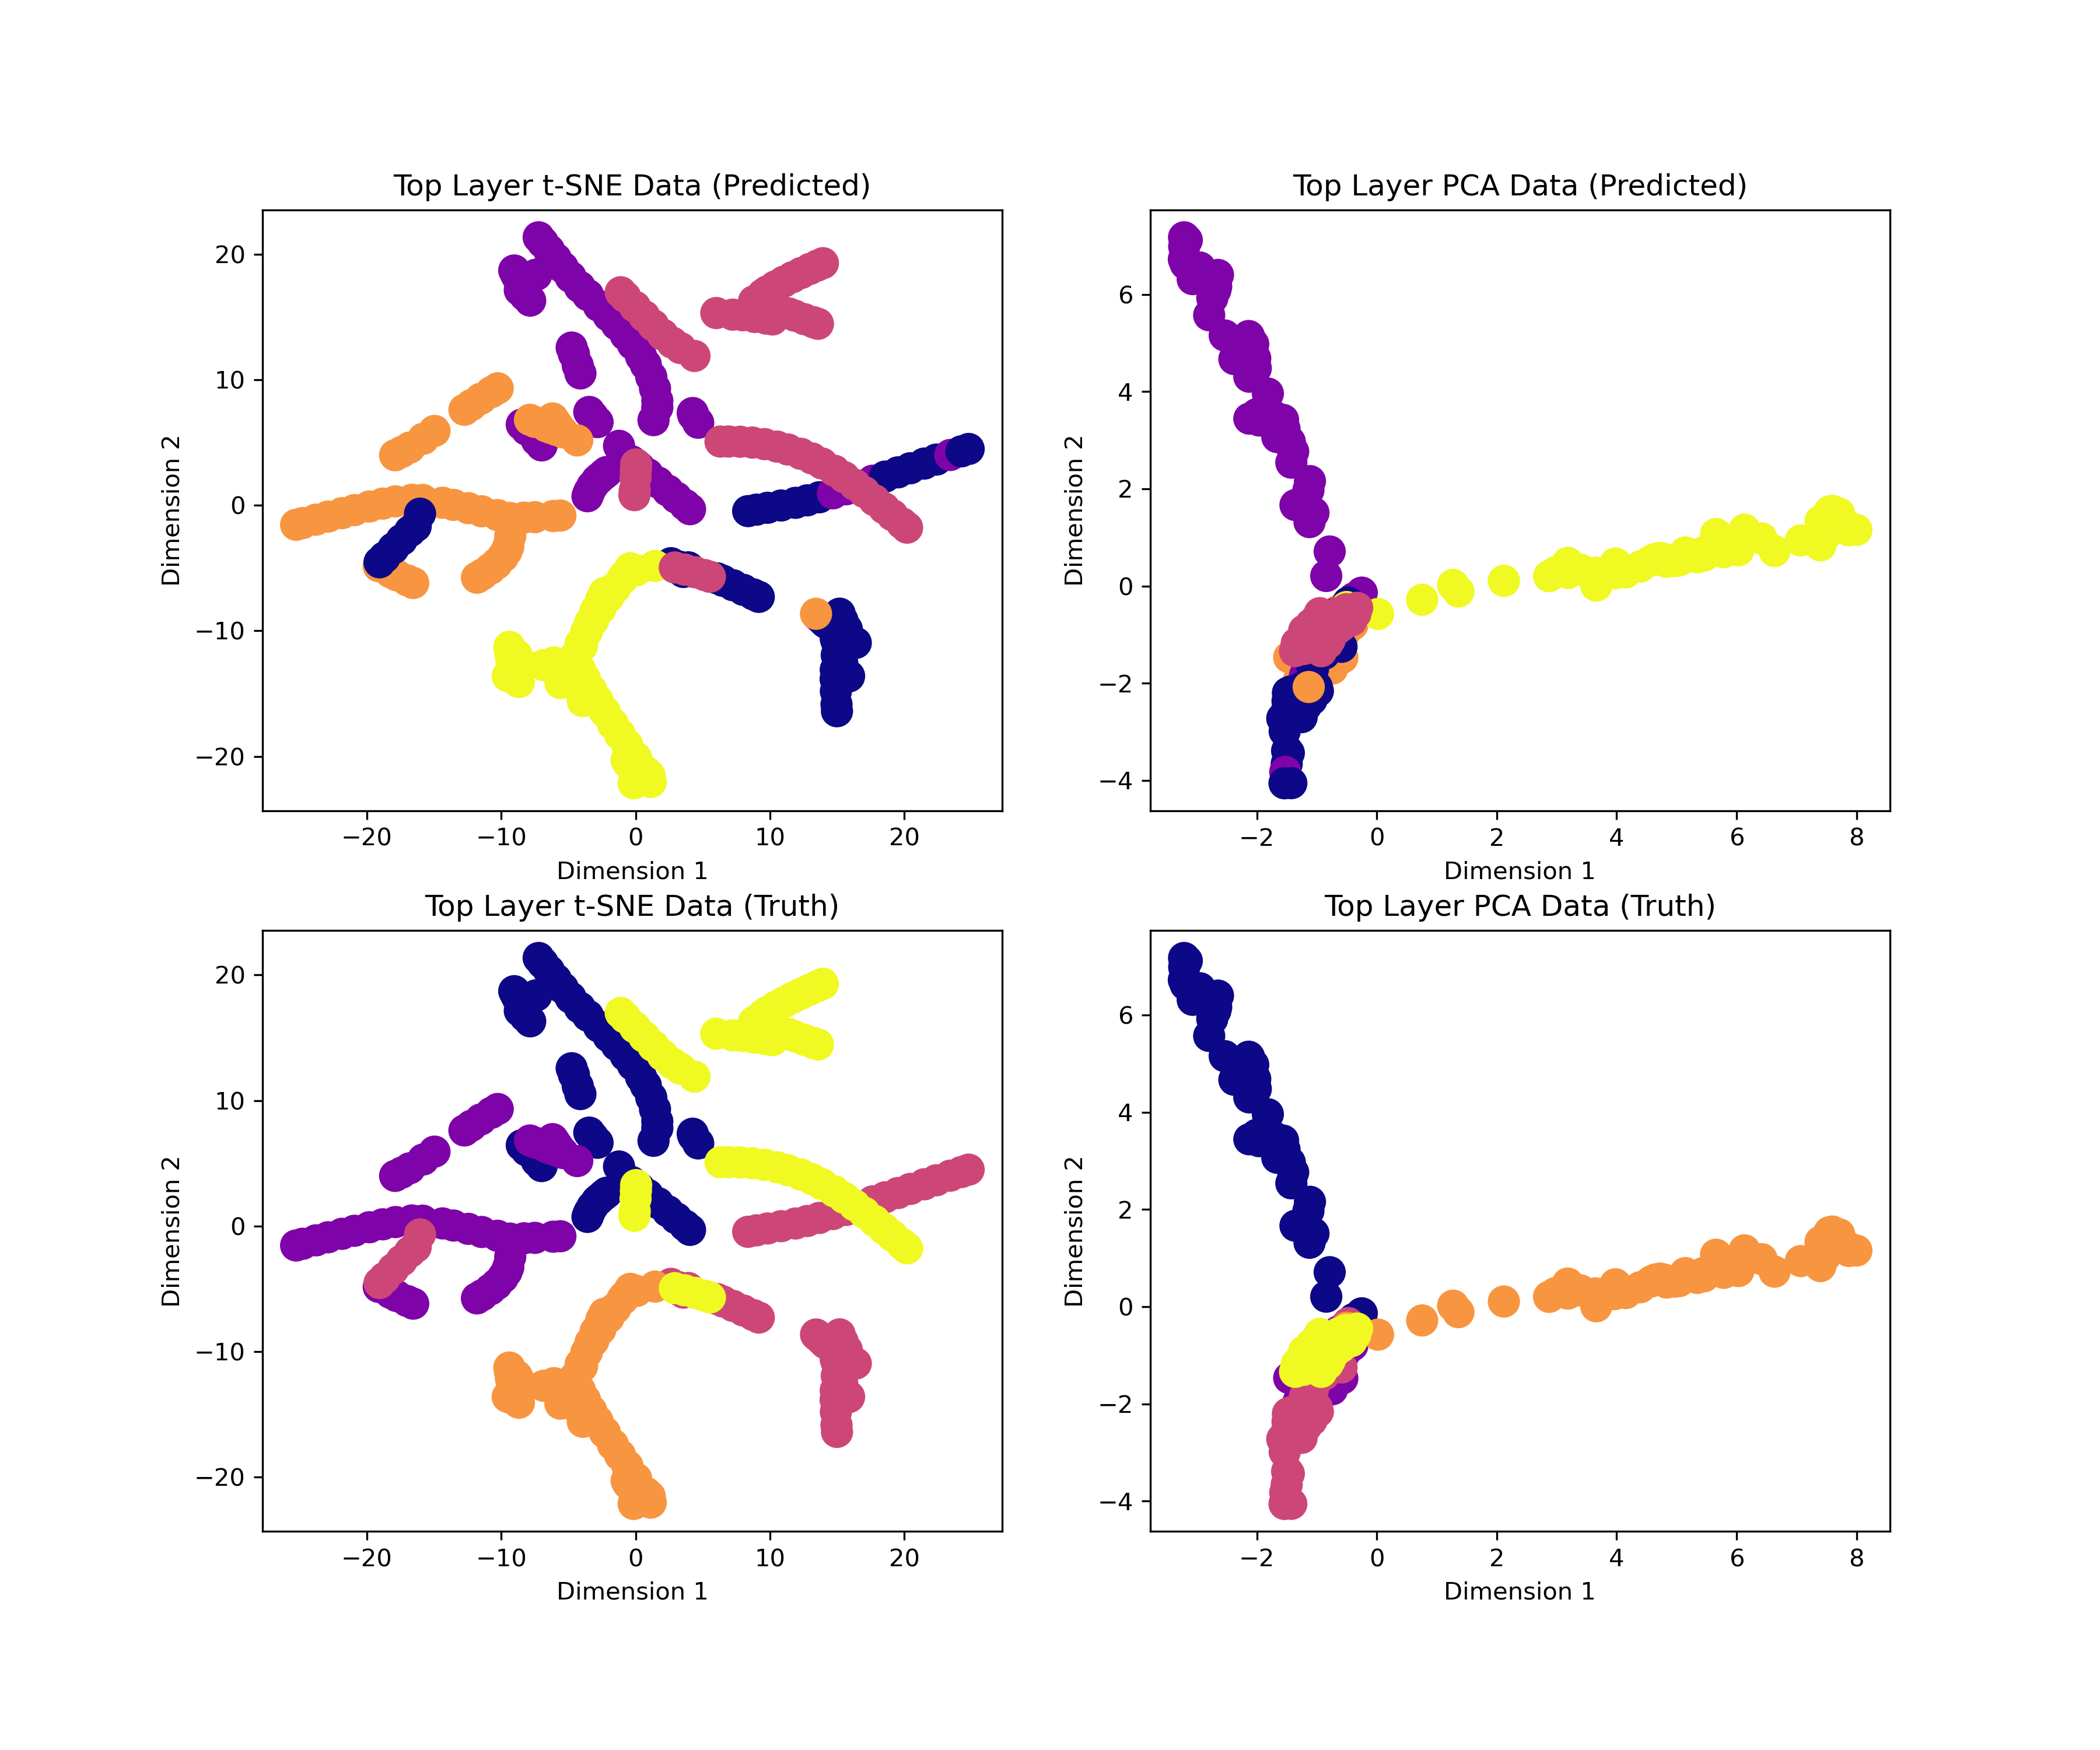 Top Layer t-SNE Data (Predicted)
20
10
0
−10
−20
Dimension 2
−20 −10 0 10 20
Dimension 1
Top Layer PCA Data (Predicted)
6
4
2
0
−2
−4
Dimension 2
−2 0 2 4 6 8
Dimension 1
Top Layer t-SNE Data (Truth)
20
10
0
−10
−20
Dimension 2
−20 −10 0 10 20
Dimension 1
Top Layer PCA Data (Truth)
6
4
2
0
−2
−4
Dimension 2
−2 0 2 4 6 8
Dimension 1